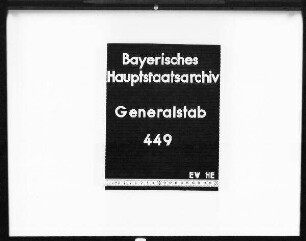 Bayerisches
Hauptstaatsarchiv
Generalstab
449
EW HE